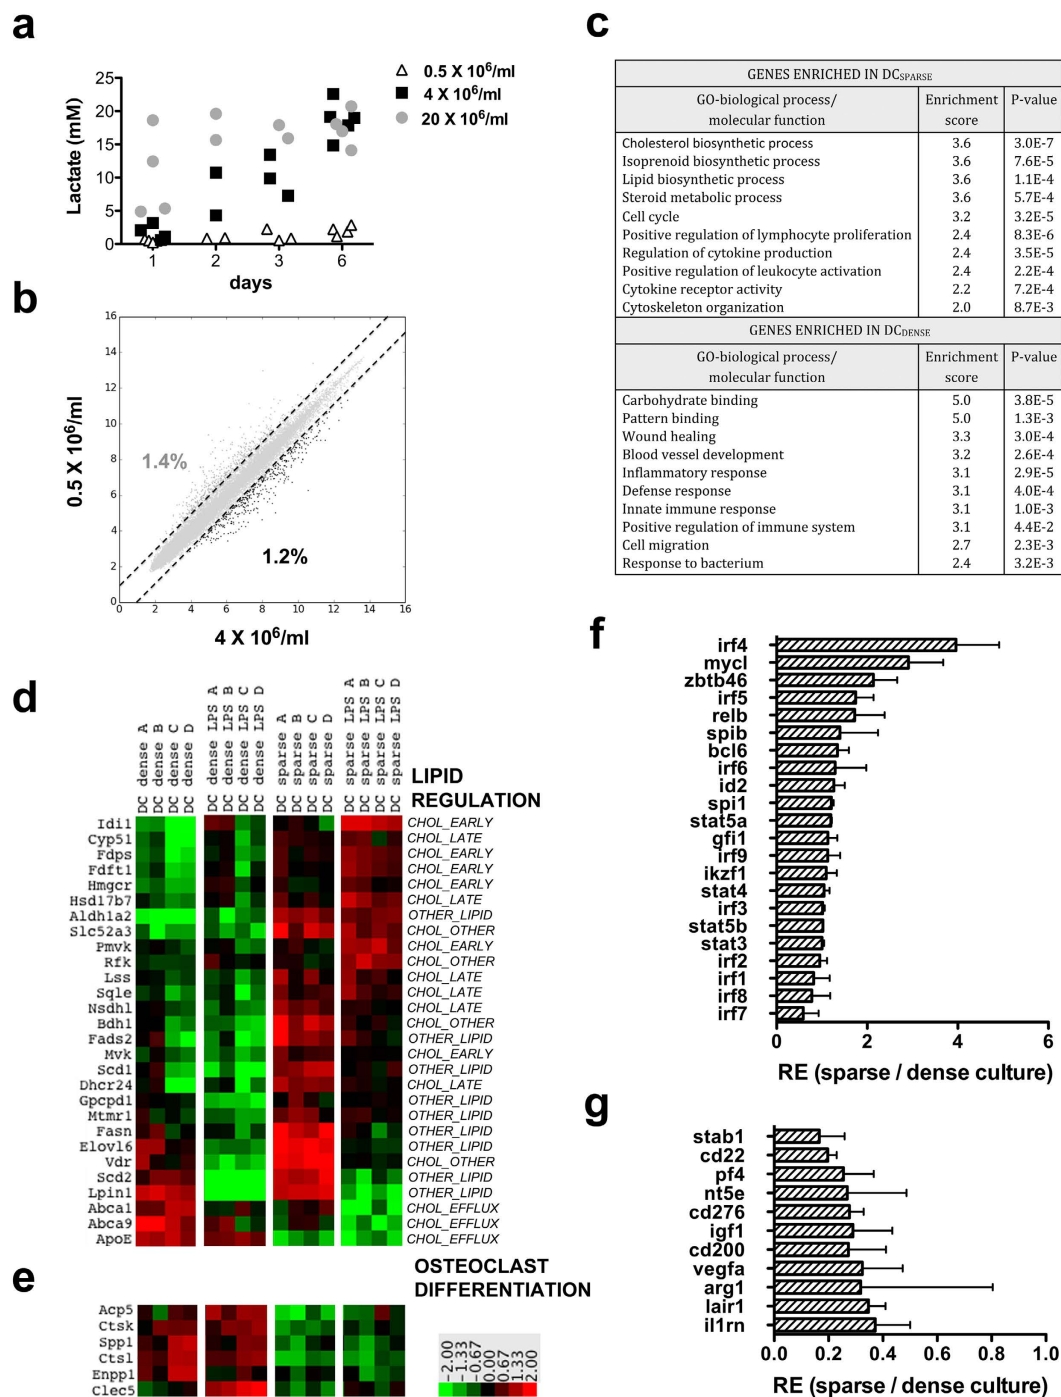 a
Lactate (mM)
25
20
15
10
5
0
1
2
3
6
days
0.5 X 10⁶/ml
4 X 10⁶/ml
20 X 10⁶/ml
b
0.5 X 10⁶/ml
16
14
12
10
8
6
4
2
0
1.4%
1.2%
0 2 4 6 8 10 12 14 16
4 X 10⁶/ml
c
GENES ENRICHED IN DCSPARSE
GO-biological process/ molecular function Enrichment score P-value
Cholesterol biosynthetic process 3.6 3.0E-7
Isoprenoid biosynthetic process 3.6 7.6E-5
Lipid biosynthetic process 3.6 1.1E-4
Steroid metabolic process 3.6 5.7E-4
Cell cycle 3.2 3.2E-5
Positive regulation of lymphocyte proliferation 2.4 8.3E-6
Regulation of cytokine production 2.4 3.5E-5
Positive regulation of leukocyte activation 2.4 2.2E-4
Cytokine receptor activity 2.2 7.2E-4
Cytoskeleton organization 2.0 8.7E-3
GENES ENRICHED IN DCDENSE
GO-biological process/ molecular function Enrichment score P-value
Carbohydrate binding 5.0 3.8E-5
Pattern binding 5.0 1.3E-3
Wound healing 3.3 3.0E-4
Blood vessel development 3.2 2.6E-4
Inflammatory response 3.1 2.9E-5
Defense response 3.1 4.0E-4
Innate immune response 3.1 1.0E-3
Positive regulation of immune system 3.1 4.4E-2
Cell migration 2.7 2.3E-3
Response to bacterium 2.4 3.2E-3
d
DC dense A
DC dense B
DC dense C
DC dense D
DC dense LPS A
DC dense LPS B
DC dense LPS C
DC dense LPS D
DC sparse A
DC sparse B
DC sparse C
DC sparse D
DC sparse LPS A
DC sparse LPS B
DC sparse LPS C
DC sparse LPS D
LIPID
REGULATION
Idi1 CHOL_EARLY
Cyp51 CHOL_LATE
Fdps CHOL_EARLY
Fdft1 CHOL_EARLY
Hmgcr CHOL_EARLY
Hsd17b7 CHOL_LATE
Aldh1a2 OTHER_LIPID
Slc52a3 CHOL_OTHER
Pmvk CHOL_EARLY
Rfk CHOL_OTHER
Lss CHOL_LATE
Sqle CHOL_LATE
Nsdhl CHOL_LATE
Bdh1 CHOL_OTHER
Fads2 OTHER_LIPID
Mvk CHOL_EARLY
Scd1 OTHER_LIPID
Dhcr24 CHOL_LATE
Gpcpd1 OTHER_LIPID
Mtmr1 OTHER_LIPID
Fasn OTHER_LIPID
Elovl6 OTHER_LIPID
Vdr CHOL_OTHER
Scd2 OTHER_LIPID
Lpin1 OTHER_LIPID
Abca1 CHOL_EFFLUX
Abca9 CHOL_EFFLUX
ApoE CHOL_EFFLUX
e
OSTEOCLAST
DIFFERENTIATION
Acp5
Ctsk
Spp1
Ctsl
Enpp1
Clec5
-2.00
-1.33
-0.67
0.00
0.67
1.33
2.00
f
irf4
mycl
zbtb46
irf5
relb
spib
bcl6
irf6
id2
spi1
stat5a
gfi1
irf9
ikzf1
stat4
irf3
stat5b
stat3
irf2
irf1
irf8
irf7
0 2 4 6
RE (sparse / dense culture)
g
stab1
cd22
pf4
nt5e
cd276
igf1
cd200
vegfa
arg1
lair1
il1rn
0.0 0.2 0.4 0.6 0.8 1.0
RE (sparse / dense culture)